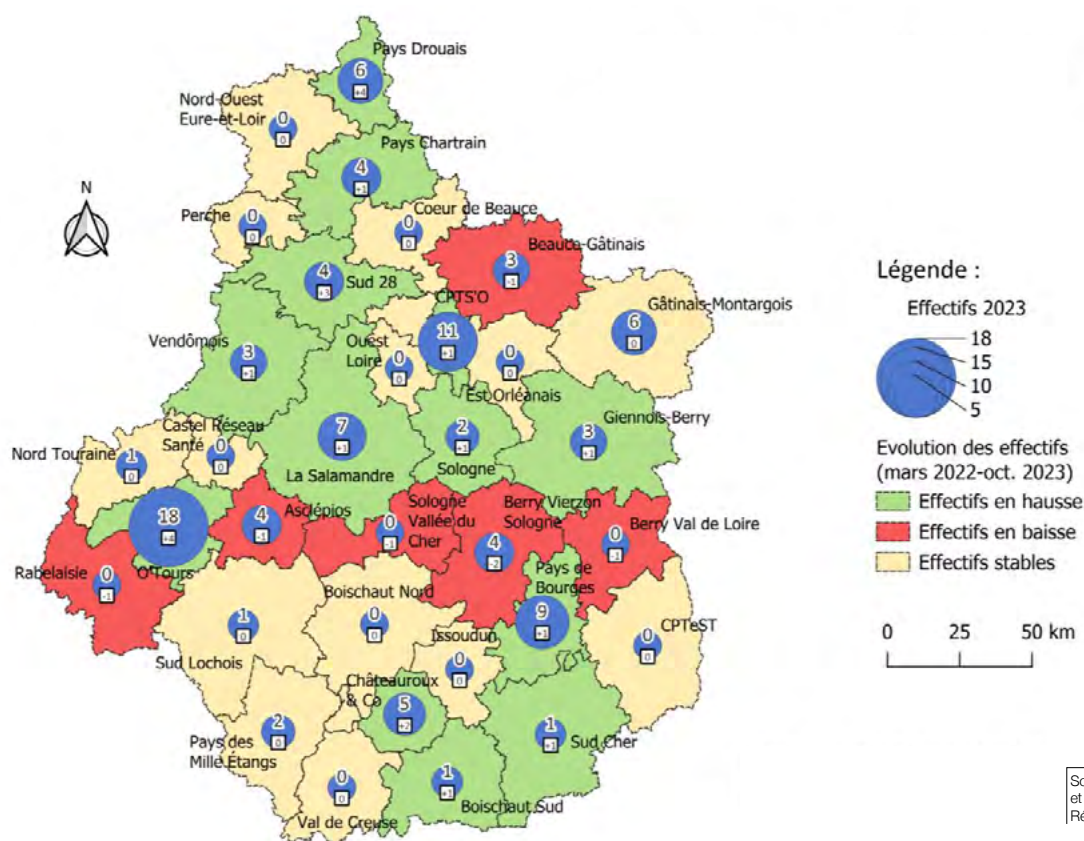 Pays Drouais
6
+4
Nord-Ouest
Eure-et-Loir
0
0
Pays Chartrain
4
+1
N
Perche
0
0
Coeur de Beauce
0
0
Beauce-Gâtinais
3
-1
Sud 28
4
+3
CPTS'O
11
+1
Gâtinais-Montargois
6
0
Vendômois
3
+1
Ouest
Loire
0
0
Est Orléanais
0
0
Giennois-Berry
3
+1
Castel Réseau
Santé
0
0
La Salamandre
7
+1
Sologne
2
+1
Nord Touraine
1
0
O'Tours
18
+4
Asclépios
4
-1
Sologne
Vallée du
Cher
0
-1
Berry Vierzon
Sologne
4
-2
Berry Val de Loire
0
-1
Rabelaisie
0
-1
Pays de
Bourges
9
+1
Sud Lochois
1
0
Boischaut Nord
0
0
Issoudun
0
0
CPTeST
0
0
Châteauroux
& Co
5
+2
Sud Cher
1
+1
Pays des
Mille Etangs
2
0
Val de Creuse
0
0
Boischaut Sud
1
+1
Légende :
Effectifs 2023
18
15
10
5
Evolution des effectifs
(mars 2022-oct. 2023)
Effectifs en hausse
Effectifs en baisse
Effectifs stables
0 25 50 km
et